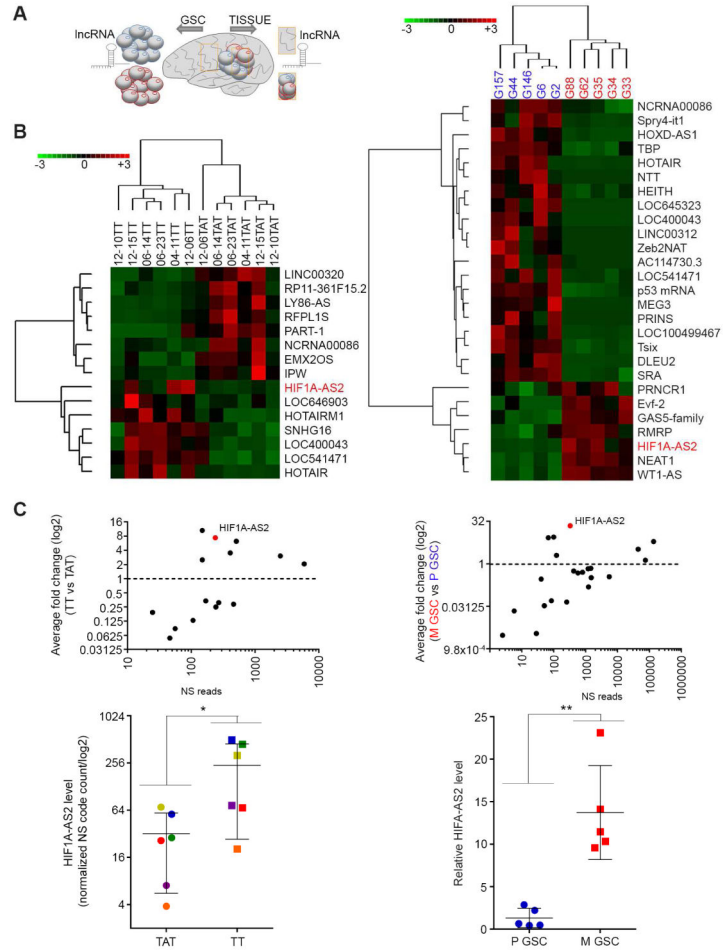 A
lncRNA
GSC
TISSUE
lncRNA
B
-3 0 +3
12-10TT
12-15TT
06-14TT
06-23TT
04-11TT
12-06TT
12-06TAT
06-14TAT
06-23TAT
04-11TAT
12-15TAT
12-10TAT
LINC00320
RP11-361F15.2
LY86-AS
RFPL1S
PART-1
NCRNA00086
EMX2OS
IPW
HIF1A-AS2
LOC646903
HOTAIRM1
SNHG16
LOC400043
LOC541471
HOTAIR
-3 0 +3
G157
G44
G146
G6
G2
G88
G62
G35
G34
G33
NCRNA00086
Spry4-it1
HOXD-AS1
TBP
HOTAIR
NTT
HEITH
LOC645323
LOC400043
LINC00312
Zeb2NAT
AC114730.3
LOC541471
p53 mRNA
MEG3
PRINS
LOC100499467
Tsix
DLEU2
SRA
PRNCR1
Evf-2
GAS5-family
RMRP
HIF1A-AS2
NEAT1
WT1-AS
C
Average fold change (log2)
(TT vs TAT)
16
8
4
2
1
0.5
0.25
0.125
0.0625
0.03125
HIF1A-AS2
10
100
1000
10000
100000
NS reads
Average fold change (log2)
(M GSC vs P GSC)
32
1
0.03125
9.8x10-4
HIF1A-AS2
10
100
1000
10000
100000
1000000
NS reads
HIF1A-AS2 level
(normalized NS code count/log2)
1024
256
64
16
4
*
TAT TT
Relative HIFA-AS2 level
25
20
15
10
5
0
**
P GSC M GSC